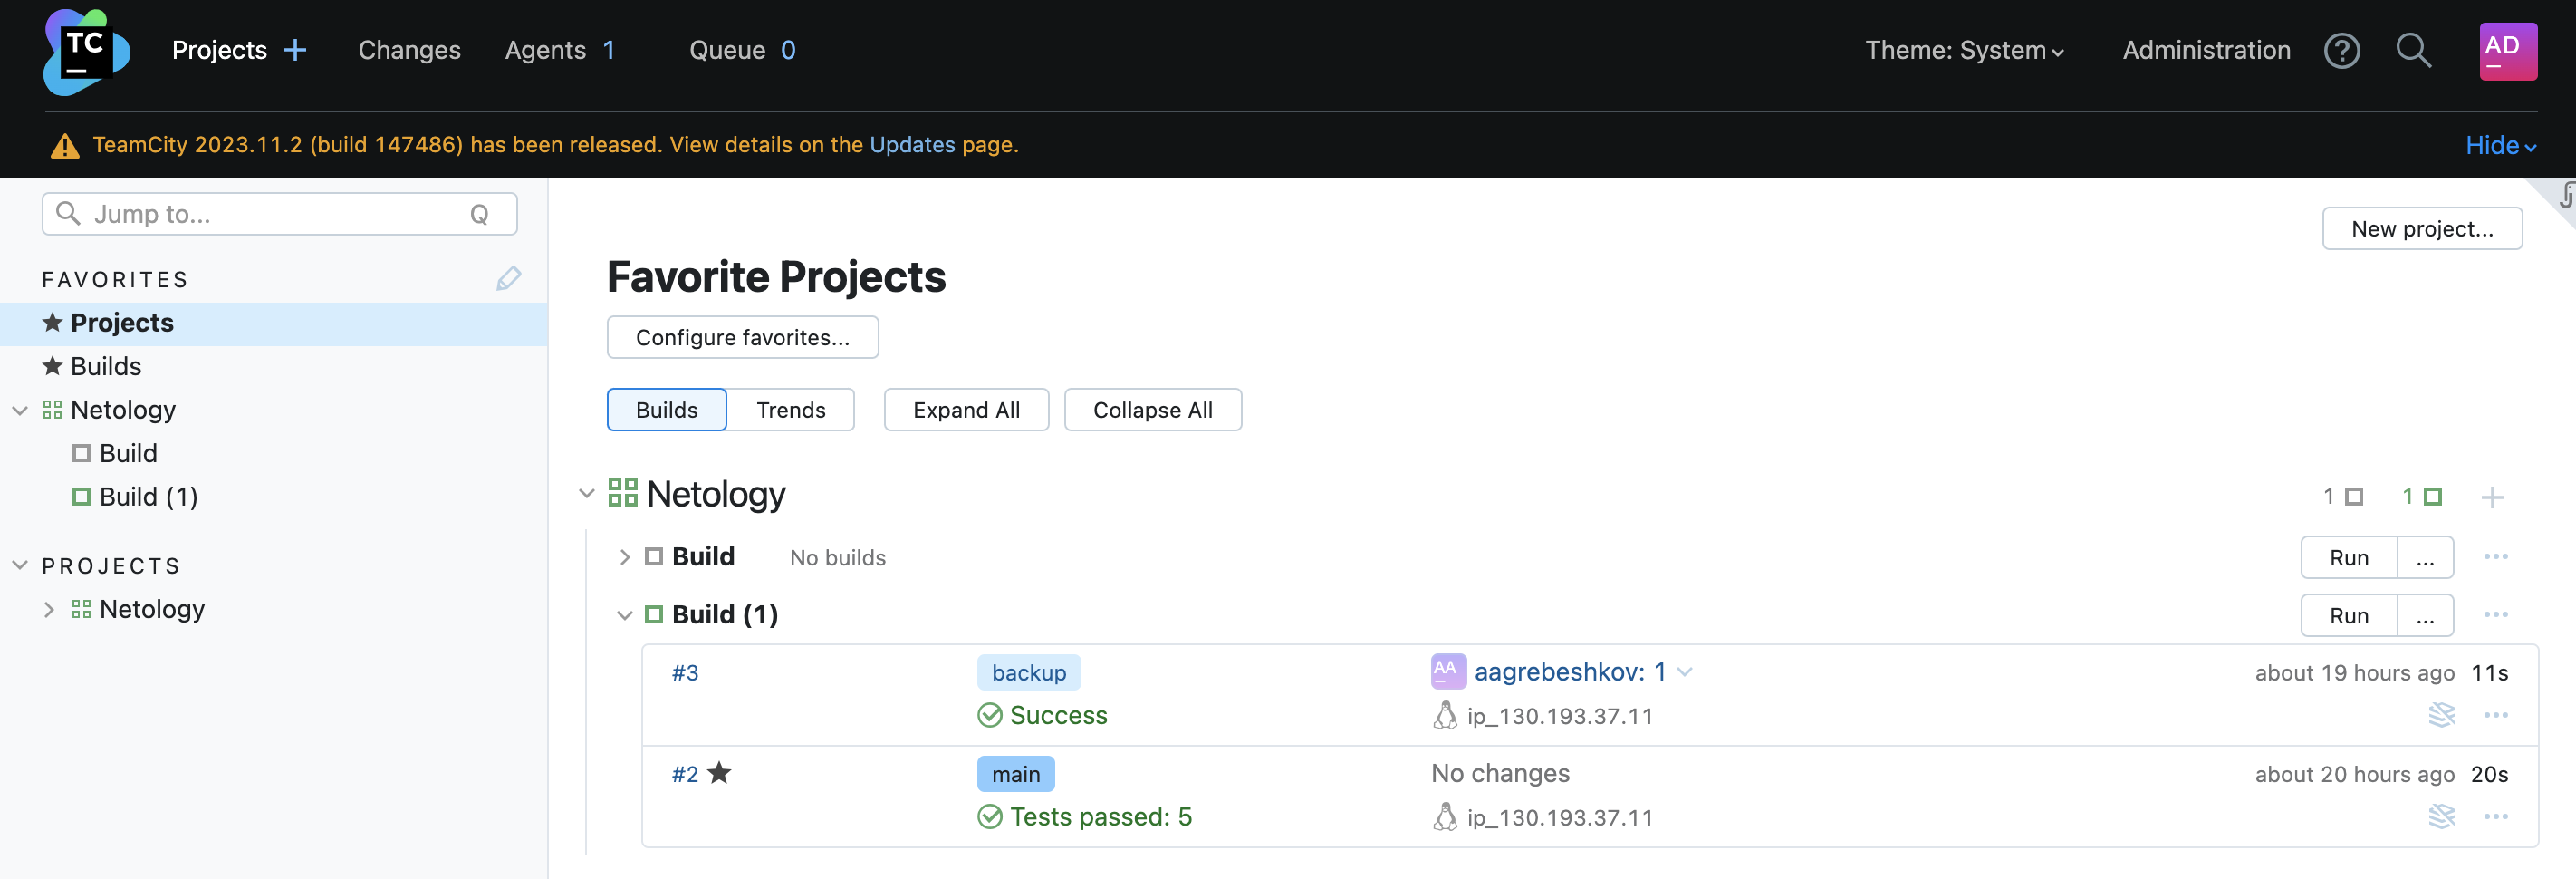 TC Projects + Changes Agents 1 Queue 0 Theme: System Administration ? AD
TeamCity 2023.11.2 (build 147486) has been released. View details on the Updates page. Hide
Jump to... Q
New project...
FAVORITES
Favorite Projects
Projects
Configure favorites...
Builds
Builds Trends Expand All Collapse All
Netology
Build
Build (1)
Netology 1 1 +
PROJECTS
Build No builds Run ... ...
Netology
Build (1) Run ... ...
#3 backup AA aagrebeshkov: 1 about 19 hours ago 11s
Success ip_130.193.37.11 ...
#2 main No changes about 20 hours ago 20s
Tests passed: 5 ip_130.193.37.11 ...